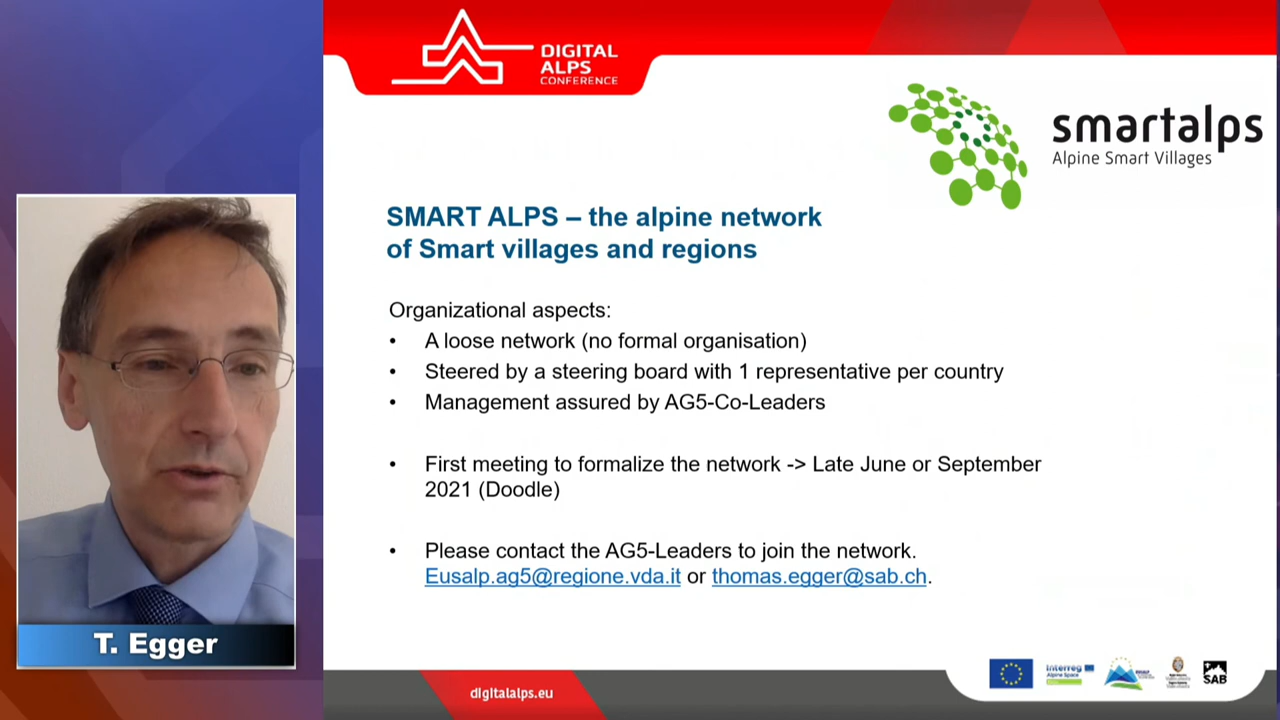 DIGITAL
ALPS
CONFERENCE
smartalps
Alpine Smart Villages
SMART ALPS – the alpine network
of Smart villages and regions
Organizational aspects:
• A loose network (no formal organisation)
• Steered by a steering board with 1 representative per country
• Management assured by AG5-Co-Leaders
• First meeting to formalize the network -> Late June or September
2021 (Doodle)
• Please contact the AG5-Leaders to join the network.
Eusalp.ag5@regione.vda.it or thomas.egger@sab.ch.
T. Egger
digitalalps.eu
Interreg
Alpine Space
SAB